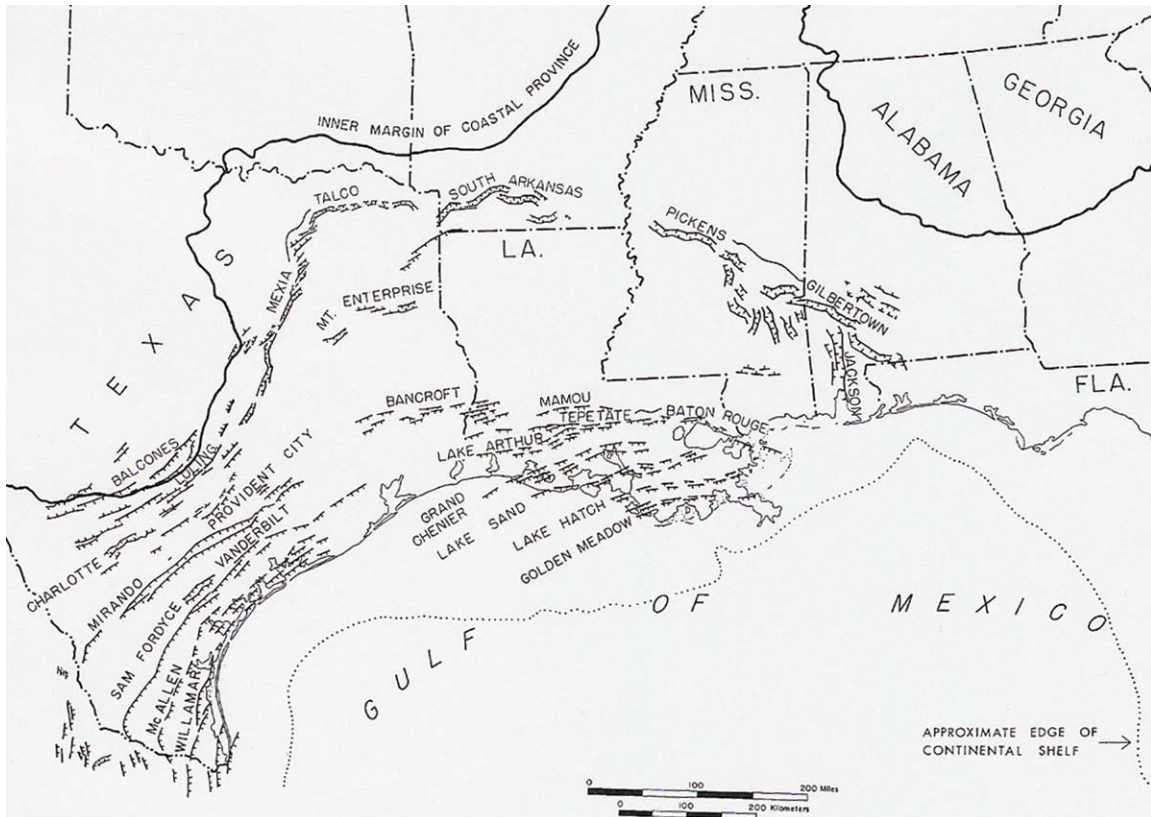 MISS.
GEORGIA
ALABAMA
INNER MARGIN OF COASTAL PROVINCE
TALCO
SOUTH ARKANSAS
TEXAS
PICKENS
LA.
MEXIA
MT. ENTERPRISE
GILBERTOWN
JACKSON
FLA.
BANCROFT
MAMOU
TEPETATE
BATON ROUGE
LAKE ARTHUR
BALCONES
LULING
PROVIDENT CITY
GRAND
CHENIER
LAKE SAND
LAKE HATCH
GOLDEN MEADOW
VANDERBILT
CHARLOTTE
MIRANDO
SAM FORDYCE
McALLEN
WILLAMAR
GULF OF MEXICO
APPROXIMATE EDGE OF
CONTINENTAL SHELF
0 100 200 Miles
0 100 200 Kilometers